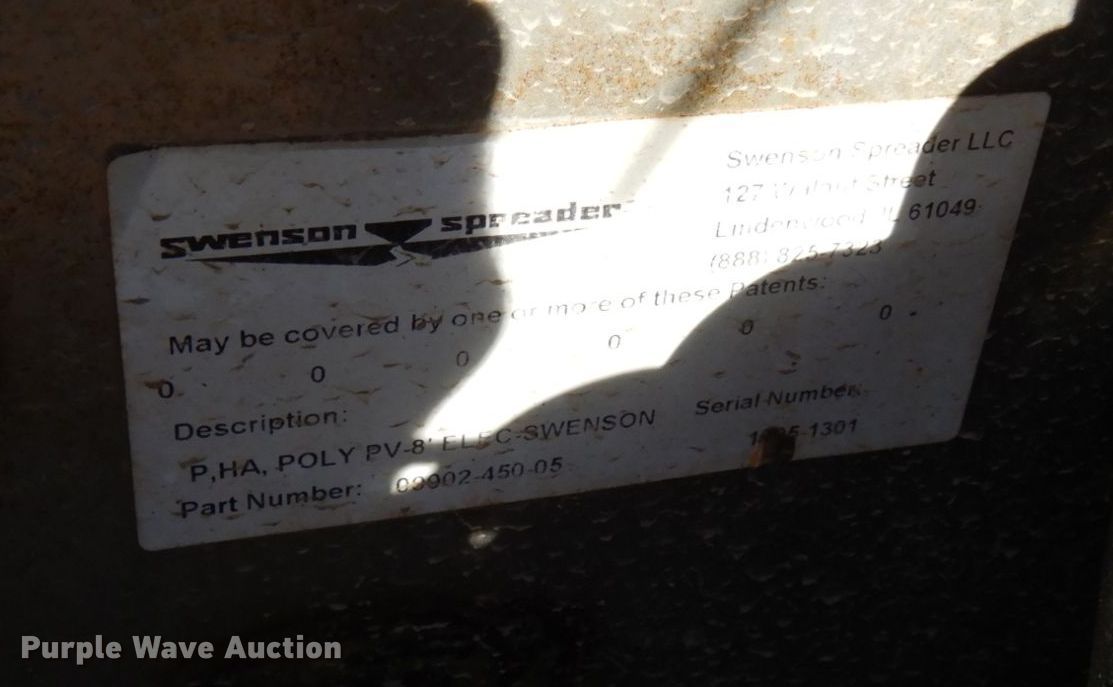 swenson spreader
Swenson Spreader LLC
127 Walnut Street
Lindenwood IL 61049
(888) 825-7323
May be covered by one or more of these Patents:
0 0 0 0 0 0
Description:
P,HA, POLY PV-8' ELEC-SWENSON
Part Number: 09902-450-05
Serial Number:
Purple Wave Auction